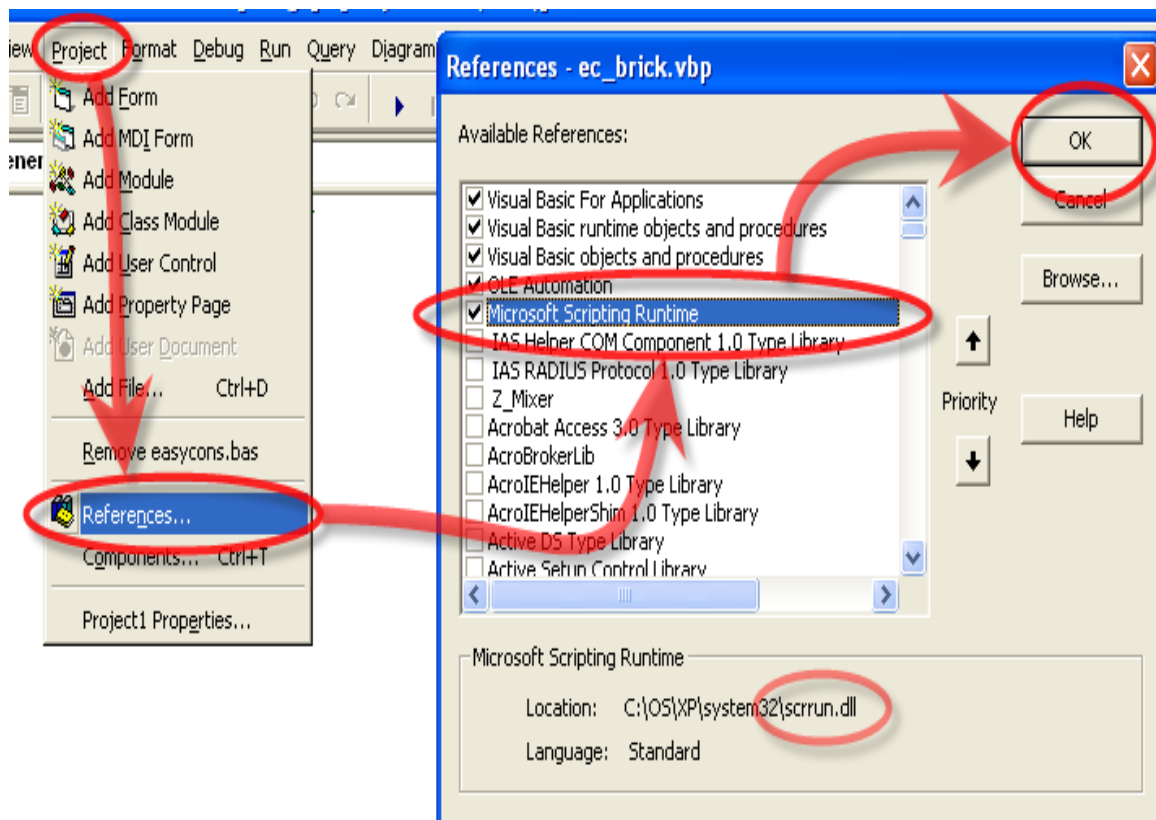 iew Project Format Debug Run Query Diagram
Add Form
Add MDI Form
ener
Add Module
Add Class Module
Add User Control
Add Property Page
Add User Document
Add File... Ctrl+D
Remove easycons.bas
References...
Components... Ctrl+T
Project1 Properties...
References - ec_brick.vbp
Available References:
Visual Basic For Applications
Visual Basic runtime objects and procedures
Visual Basic objects and procedures
OLE Automation
Microsoft Scripting Runtime
IAS Helper COM Component 1.0 Type Library
IAS RADIUS Protocol 1.0 Type Library
Z_Mixer
Acrobat Access 3.0 Type Library
AcroBrokerLib
AcroIEHelper 1.0 Type Library
AcroIEHelperShim 1.0 Type Library
Active DS Type Library
Active Setup Control Library
OK
Cancel
Browse...
Priority
Help
Microsoft Scripting Runtime
Location: C:\OS\XP\system32\scrrun.dll
Language: Standard